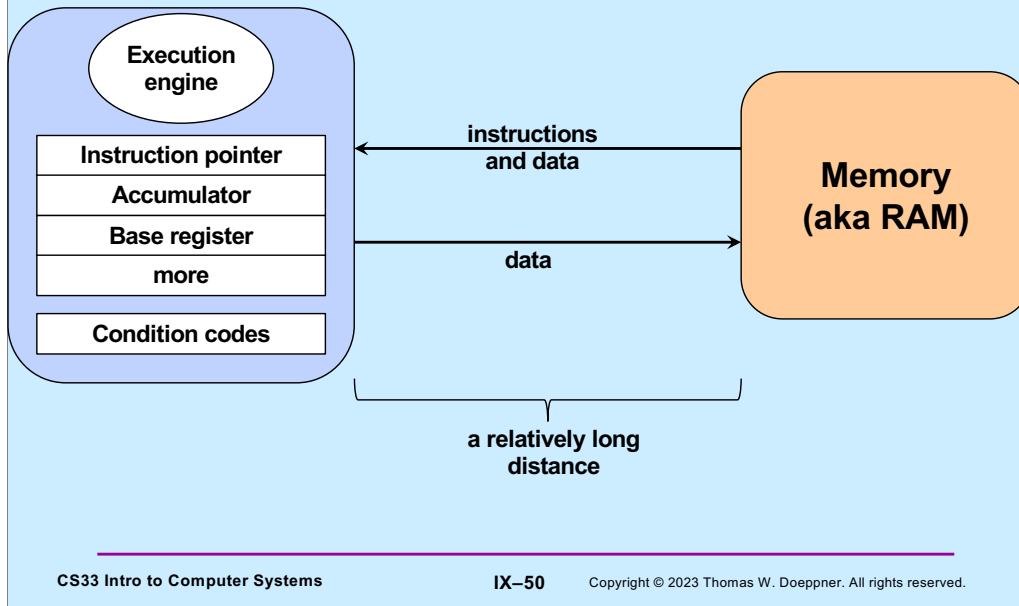 Execution
engine
Instruction pointer
Accumulator
Base register
more
Condition codes
instructions
and data
data
Memory
(aka RAM)
a relatively long
distance
CS33 Intro to Computer Systems
IX–50
Copyright © 2023 Thomas W. Doeppner. All rights reserved.